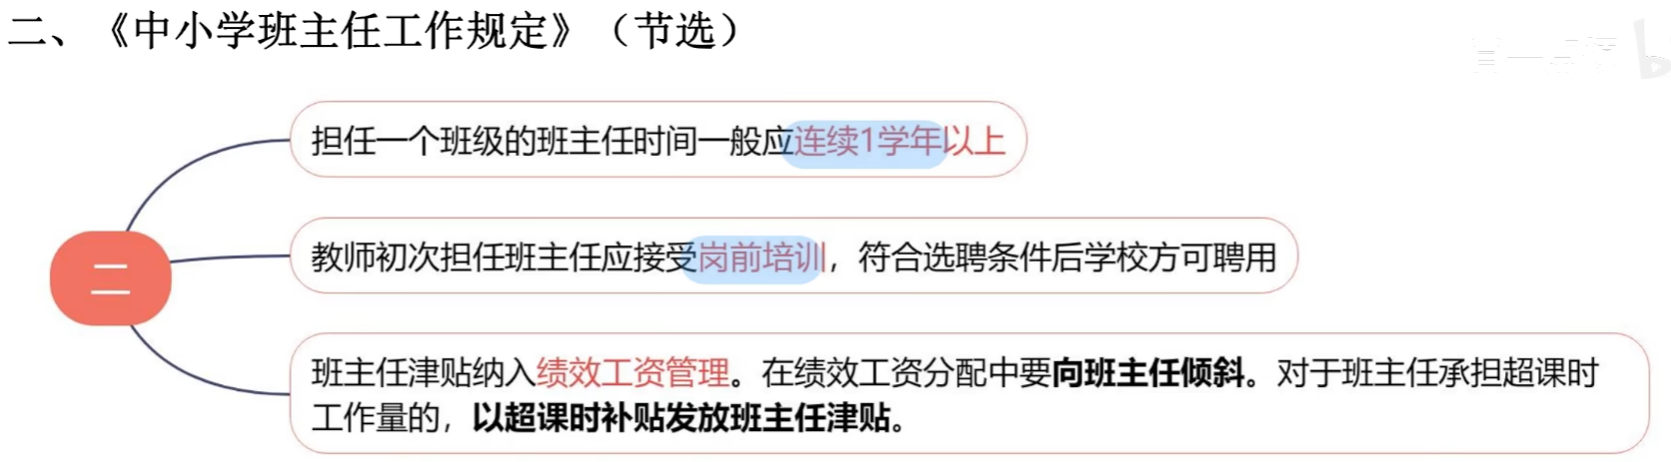 二、《中小学班主任工作规定》（节选）
担任一个班级的班主任时间一般应连续1学年以上
二
教师初次担任班主任应接受岗前培训，符合选聘条件后学校方可聘用
班主任津贴纳入绩效工资管理。在绩效工资分配中要向班主任倾斜。对于班主任承担超课时
工作量的，以超课时补贴发放班主任津贴。